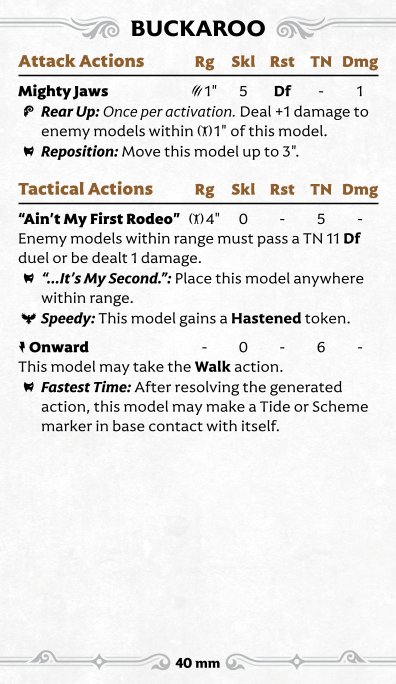 BUCKAROO
Attack Actions Rg Skl Rst TN Dmg
Mighty Jaws 1" 5 Df - 1
Rear Up: Once per activation. Deal +1 damage to
enemy models within 1" of this model.
Reposition: Move this model up to 3".
Tactical Actions Rg Skl Rst TN Dmg
“Ain’t My First Rodeo” 4" 0 - 5 -
Enemy models within range must pass a TN 11 Df
duel or be dealt 1 damage.
“...It’s My Second.”: Place this model anywhere
within range.
Speedy: This model gains a Hastened token.
Onward - 0 - 6 -
This model may take the Walk action.
Fastest Time: After resolving the generated
action, this model may make a Tide or Scheme
marker in base contact with itself.
40 mm